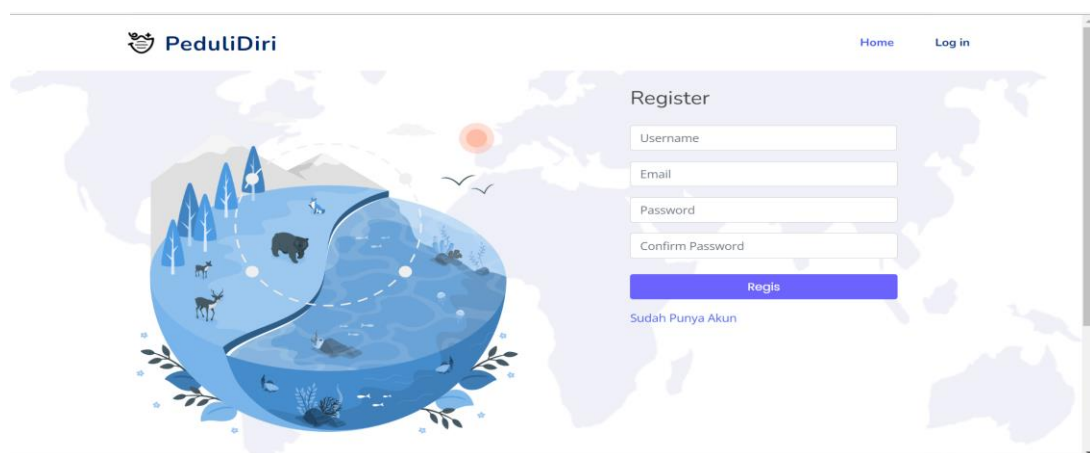 PeduliDiri
Home Log in
Register
Username
Email
Password
Confirm Password
Regis
Sudah Punya Akun